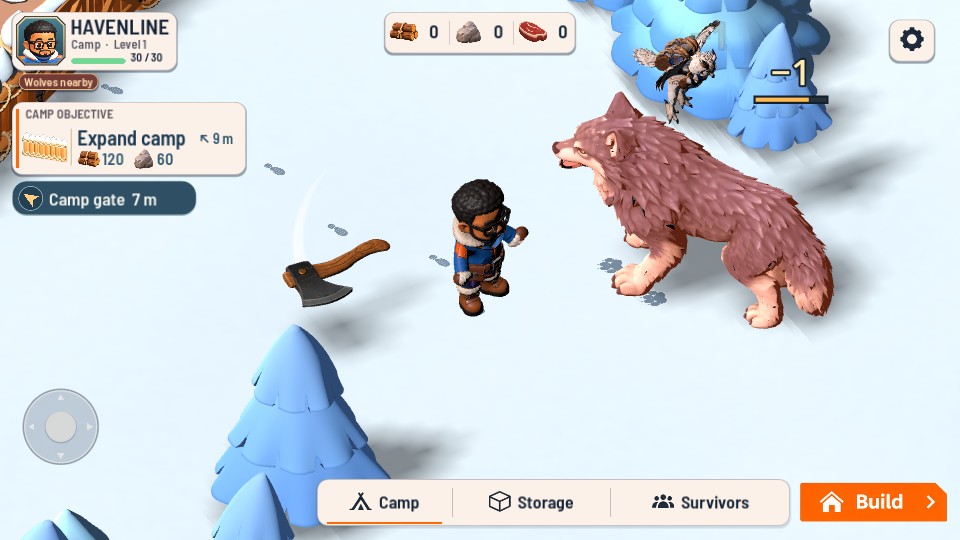 HAVENLINE
Camp · Level 1
30 / 30
Wolves nearby
CAMP OBJECTIVE
Expand camp
9 m
120 60
Camp gate 7 m
0 0 0
-1
Camp Storage Survivors
Build